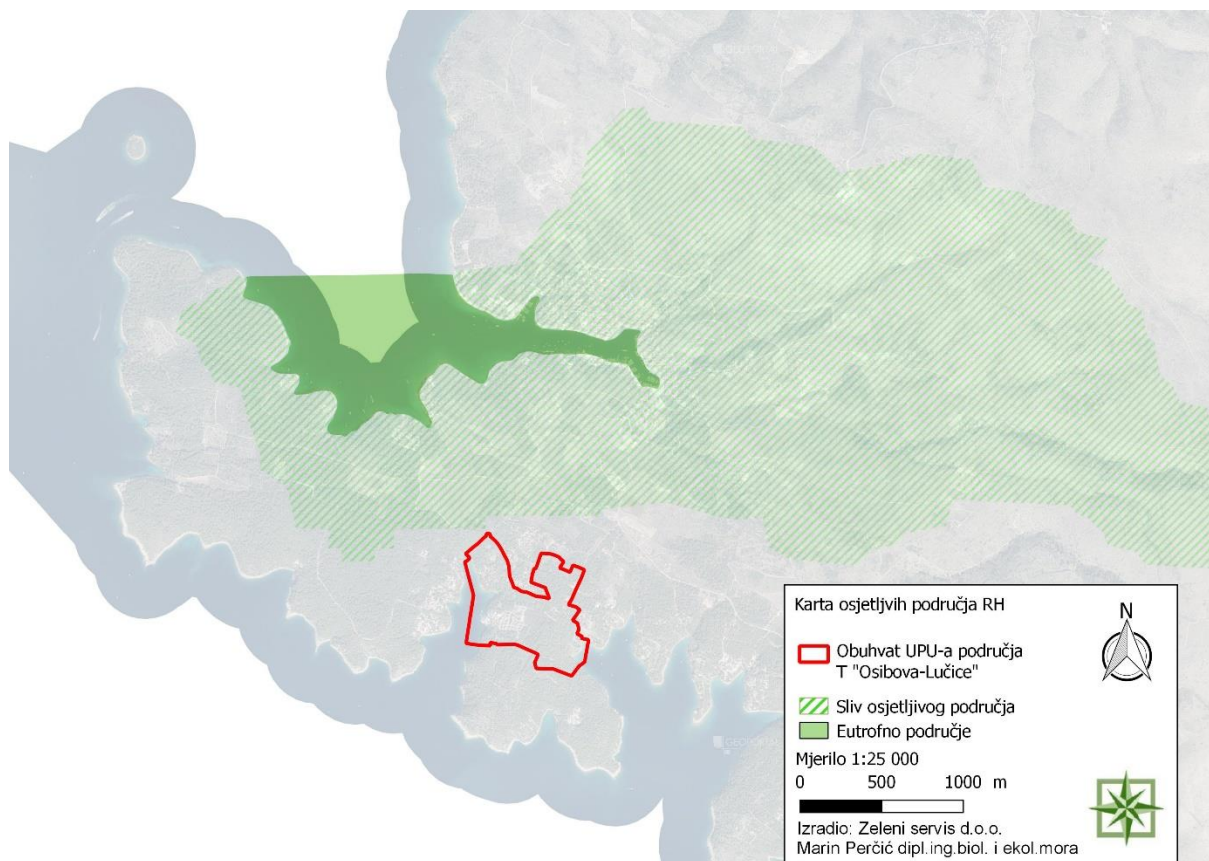 Karta osjetljivih područja RH
N
Obuhvat UPU-a područja
T "Osibova-Lučice"
Sliv osjetljivog područja
Eutrofno područje
Mjerilo 1:25 000
0 500 1000 m
Izradio: Zeleni servis d.o.o.
Marin Perčić dipl.ing.biol. i ekol.mora